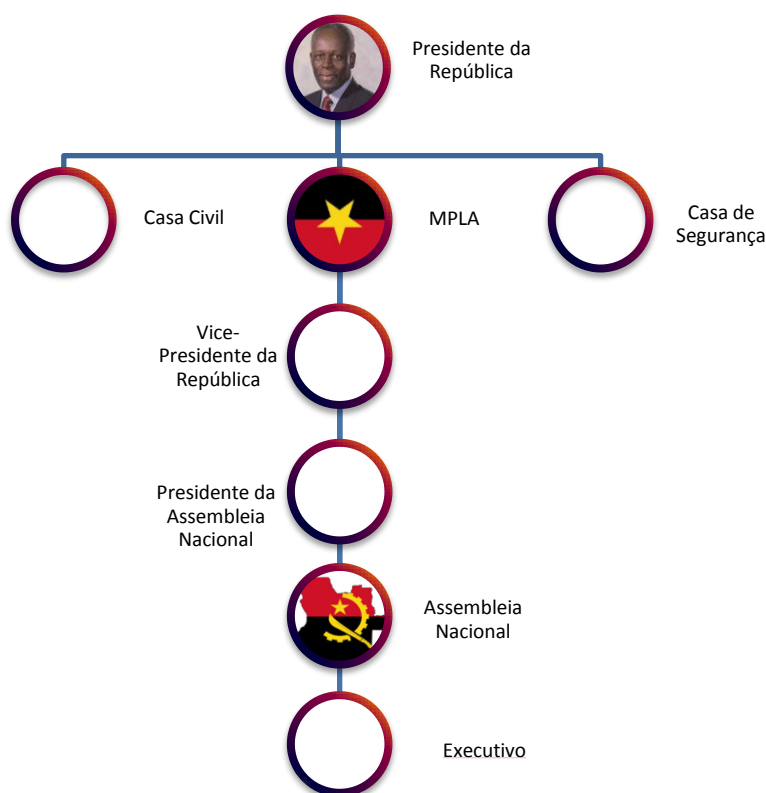 Presidente da
República
Casa Civil
MPLA
Casa de
Segurança
Vice-
Presidente da
República
Presidente da
Assembleia
Nacional
Assembleia
Nacional
Executivo